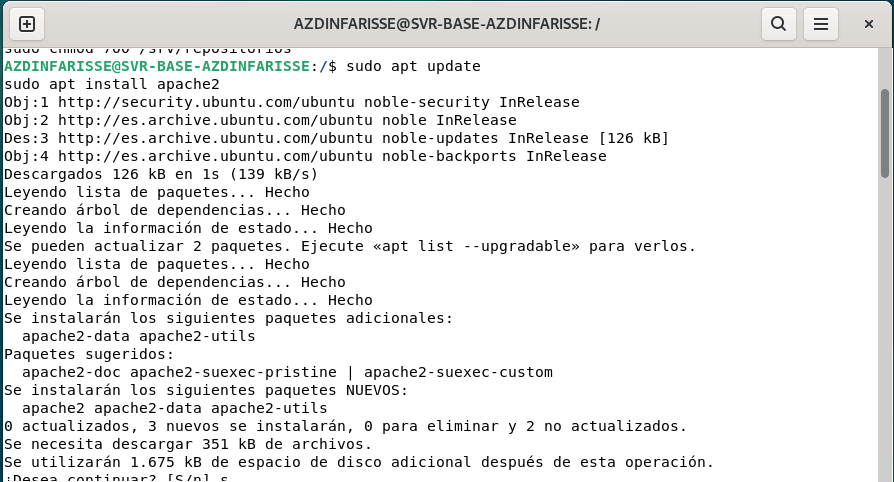 AZDINFARISSE@SVR-BASE-AZDINFARISSE: /
sudo chmod 700 /srv/repositorios
AZDINFARISSE@SVR-BASE-AZDINFARISSE:/$ sudo apt update
sudo apt install apache2
Obj:1 http://security.ubuntu.com/ubuntu noble-security InRelease
Obj:2 http://es.archive.ubuntu.com/ubuntu noble InRelease
Des:3 http://es.archive.ubuntu.com/ubuntu noble-updates InRelease [126 kB]
Obj:4 http://es.archive.ubuntu.com/ubuntu noble-backports InRelease
Descargados 126 kB en 1s (139 kB/s)
Leyendo lista de paquetes... Hecho
Creando árbol de dependencias... Hecho
Leyendo la información de estado... Hecho
Se pueden actualizar 2 paquetes. Ejecute «apt list --upgradable» para verlos.
Leyendo lista de paquetes... Hecho
Creando árbol de dependencias... Hecho
Leyendo la información de estado... Hecho
Se instalarán los siguientes paquetes adicionales:
  apache2-data apache2-utils
Paquetes sugeridos:
  apache2-doc apache2-suexec-pristine | apache2-suexec-custom
Se instalarán los siguientes paquetes NUEVOS:
  apache2 apache2-data apache2-utils
0 actualizados, 3 nuevos se instalarán, 0 para eliminar y 2 no actualizados.
Se necesita descargar 351 kB de archivos.
Se utilizarán 1.675 kB de espacio de disco adicional después de esta operación.
¿Desea continuar? [S/n] s